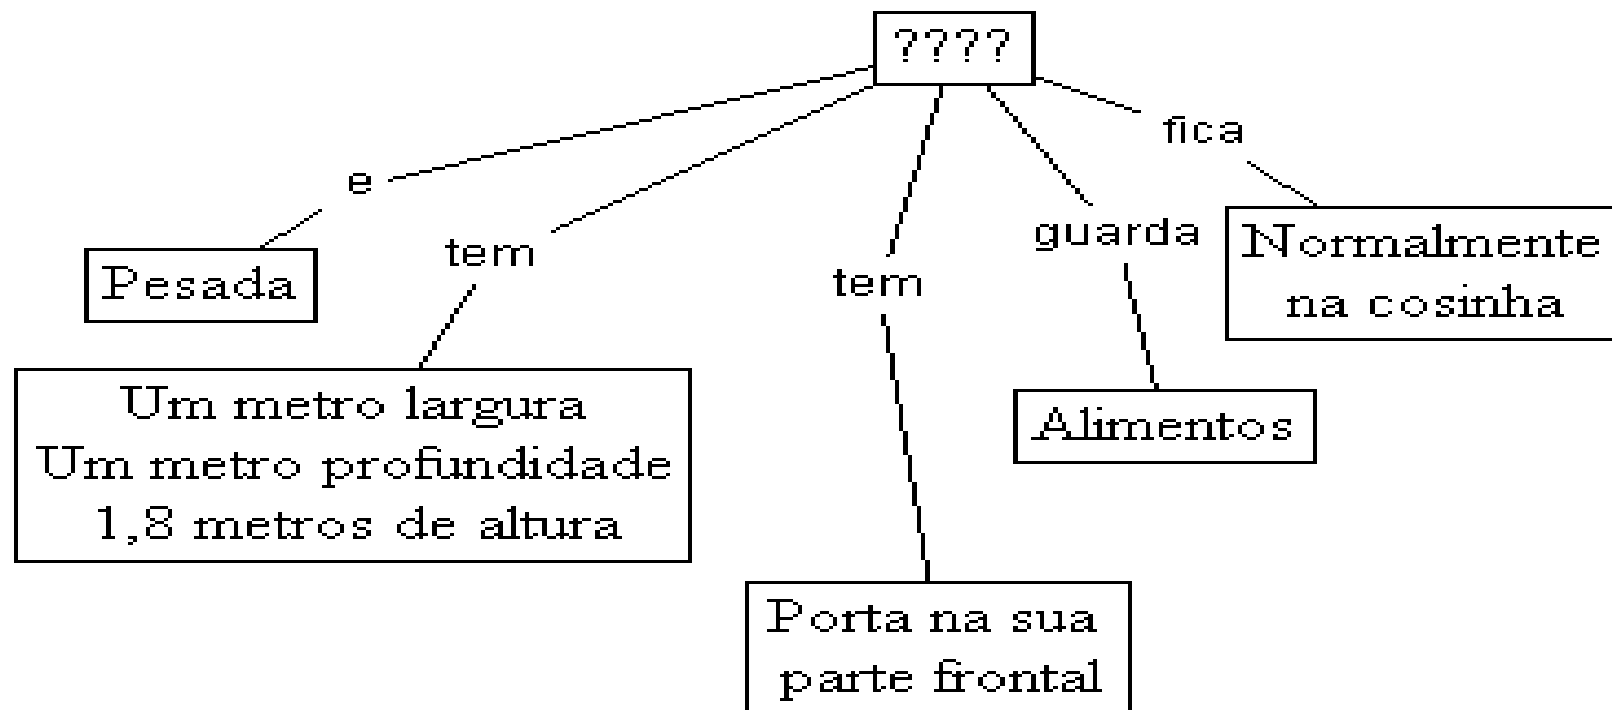 ????
fica
e
Pesada
tem
guarda
Normalmente
na cosinha
tem
Um metro largura
Um metro profundidade
1,8 metros de altura
Alimentos
Porta na sua
parte frontal